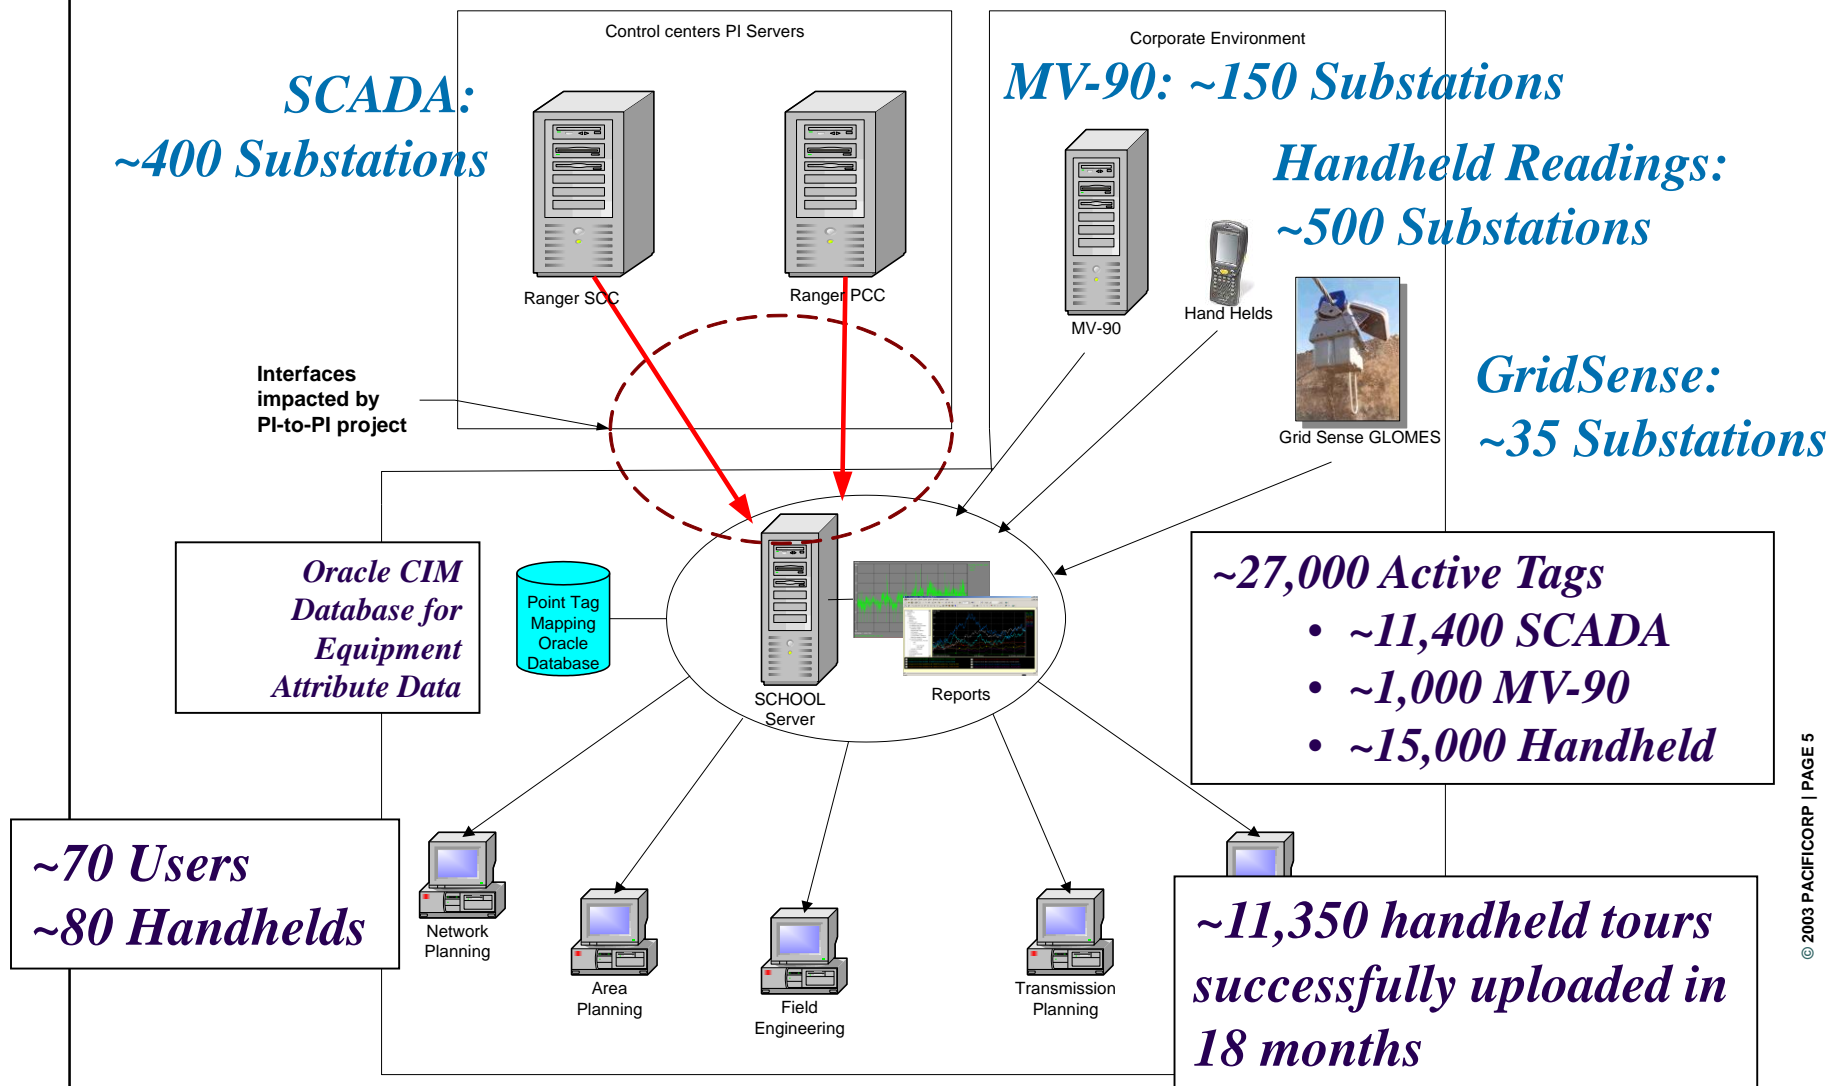 Control centers PI Servers
Corporate Environment
SCADA:
~400 Substations
MV-90: ~150 Substations
Handheld Readings:
~500 Substations
Ranger SCC
Ranger PCC
MV-90
Hand Helds
Grid Sense GLOMES
GridSense:
~35 Substations
Interfaces
impacted by
PI-to-PI project
Oracle CIM
Database for
Equipment
Attribute Data
Point Tag
Mapping
Oracle
Database
SCHOOL
Server
Reports
~27,000 Active Tags
• ~11,400 SCADA
• ~1,000 MV-90
• ~15,000 Handheld
~70 Users
~80 Handhelds
Network
Planning
Area
Planning
Field
Engineering
Transmission
Planning
~11,350 handheld tours
successfully uploaded in
18 months
© 2003 PACIFICORP | PAGE 5